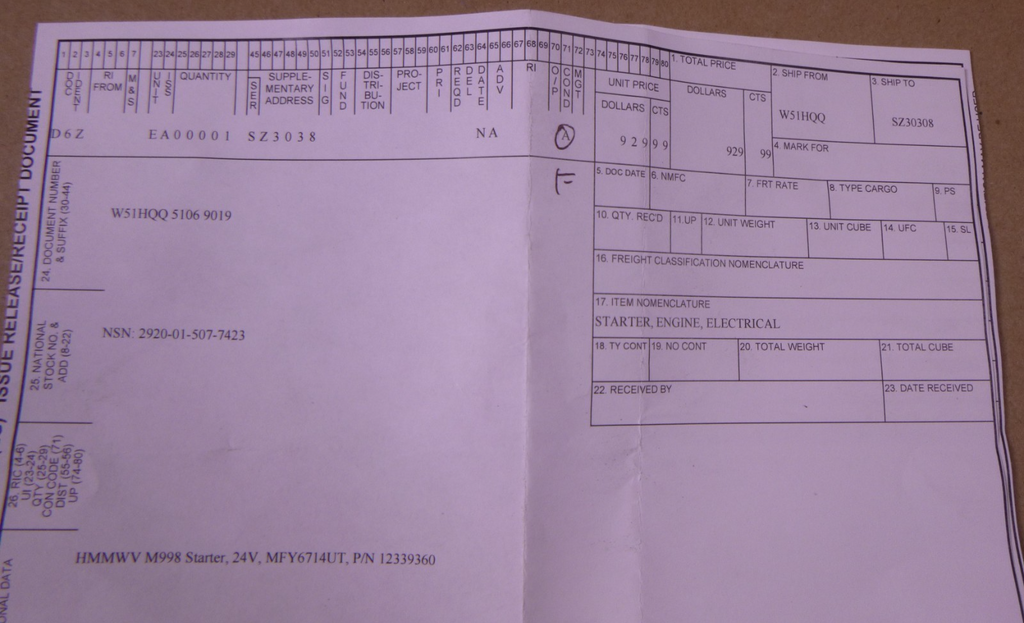 1 2 3 4 5 6 7 23 24 25 26 27 28 29 45 46 47 48 49 50 51 52 53 54 55 56 57 58 59 60 61 62 63 64 65 66 67 68 69 70 71 72 73 74 75 76 77 78 79 80
DOC IDENT
RI FROM
M & S
UNIT ISS
QUANTITY
SER
SUPPLE-
MENTARY
ADDRESS
SIG
FUND
DIS-
TRI-
BU-
TION
PRO-
JECT
PRI
REQD
DEL
DATE
ADV
RI
O/P
COND
MGT
UNIT PRICE
DOLLARS CTS
1. TOTAL PRICE
DOLLARS CTS
2. SHIP FROM
W51HQQ
3. SHIP TO
SZ30308
D6Z EA00001 SZ3038 NA A 92999 929 99
4. MARK FOR
F
5. DOC DATE 6. NMFC 7. FRT RATE 8. TYPE CARGO 9. PS
10. QTY. REC'D 11.UP 12. UNIT WEIGHT 13. UNIT CUBE 14. UFC 15. SL
16. FREIGHT CLASSIFICATION NOMENCLATURE
17. ITEM NOMENCLATURE
STARTER, ENGINE, ELECTRICAL
18. TY CONT 19. NO CONT 20. TOTAL WEIGHT 21. TOTAL CUBE
22. RECEIVED BY 23. DATE RECEIVED
ISSUE RELEASE/RECEIPT DOCUMENT
24. DOCUMENT NUMBER
& SUFFIX (30-44)
W51HQQ 5106 9019
25. NATIONAL
STOCK NO. &
ADD (8-22)
NSN: 2920-01-507-7423
26. RIC (4-6)
UI (23-24)
QTY (25-29)
CON CODE (71)
DIST (55-56)
UP (74-80)
HMMWV M998 Starter, 24V, MFY6714UT, P/N 12339360
DATA